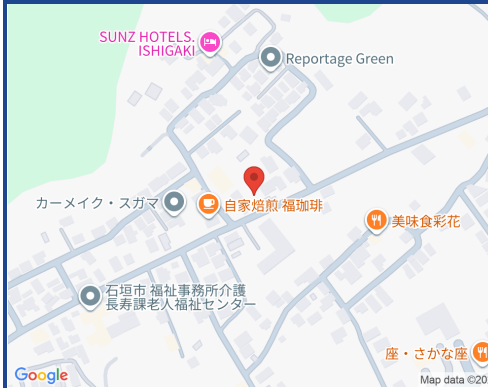 SUNZ HOTELS.
ISHIGAKI
Reportage Green
カーメイク・スガマ
自家焙煎 福珈琲
美味食彩花
石垣市 福祉事務所介護
長寿課老人福祉センター
座・さかな座
Google
Map data ©20